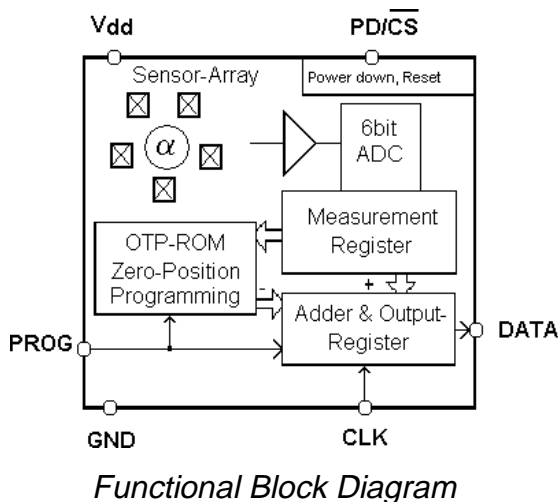 Vdd
PD/C̅S̅
Sensor-Array
Power down, Reset
α
6bit
ADC
Measurement
Register
OTP-ROM
Zero-Position
Programming
-
+
Adder & Output-
Register
PROG
DATA
GND
CLK
Functional Block Diagram